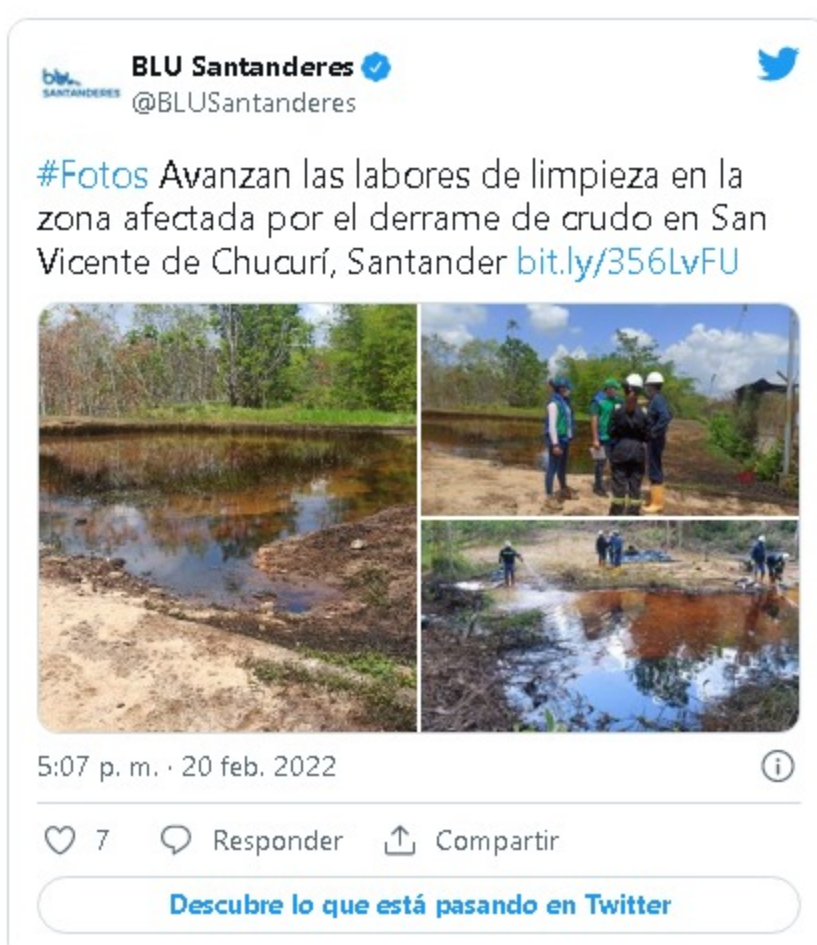 blu
SANTANDERES
BLU Santanderes
@BLUSantanderes
#Fotos Avanzan las labores de limpieza en la
zona afectada por el derrame de crudo en San
Vicente de Chucurí, Santander bit.ly/356LvFU
5:07 p. m. · 20 feb. 2022
7 Responder Compartir
Descubre lo que está pasando en Twitter